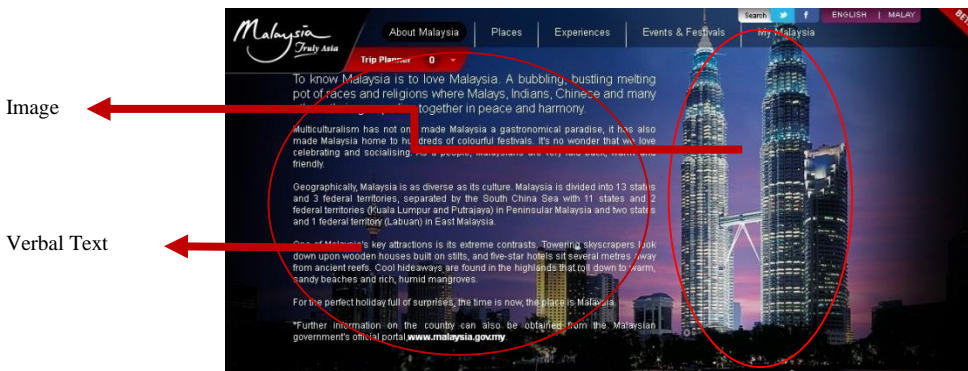 Search ENGLISH | MALAY
BETA
Malaysia
Truly Asia
About Malaysia Places Experiences Events & Festivals My Malaysia
Trip Planner 0
To know Malaysia is to love Malaysia. A bubbling, bustling melting
pot of races and religions where Malays, Indians, Chinese and many
together in peace and harmony.
Image
Multiculturalism has not only made Malaysia a gastronomical paradise, it has also
made Malaysia home to hundreds of colourful festivals. It's no wonder that we love
celebrating and socialising. As a people, Malaysians are very laid back, warm and
friendly.
Geographically, Malaysia is as diverse as its culture. Malaysia is divided into 13 states
and 3 federal territories, separated by the South China Sea with 11 states and 2
federal territories (Kuala Lumpur and Putrajaya) in Peninsular Malaysia and two states
and 1 federal territory (Labuan) in East Malaysia.
Verbal Text
One of Malaysia's key attractions is its extreme contrasts. Towering skyscrapers look
down upon wooden houses built on stilts, and five-star hotels sit several metres away
from ancient reefs. Cool hideaways are found in the highlands that roll down to warm,
sandy beaches and rich, humid mangroves.
For the perfect holiday full of surprises, the time is now, the place is Malaysia.
*Further information on the country can also be obtained from the Malaysian
government's official portal www.malaysia.gov.my.